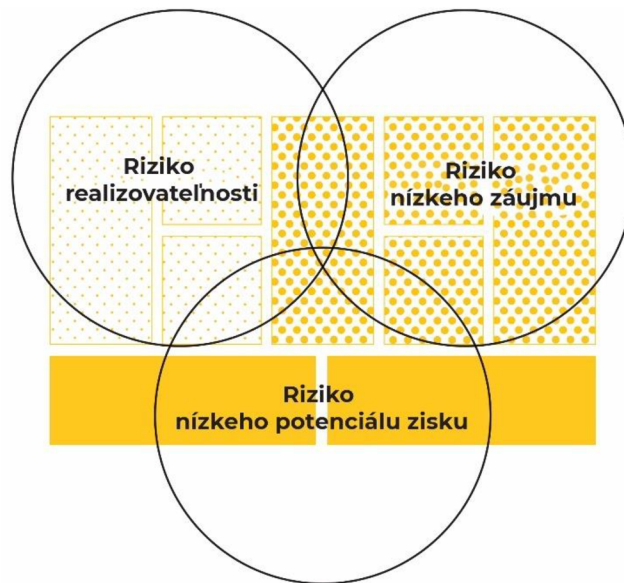 Riziko
realizovateľnosti
Riziko
nízkeho záujmu
Riziko
nízkeho potenciálu zisku